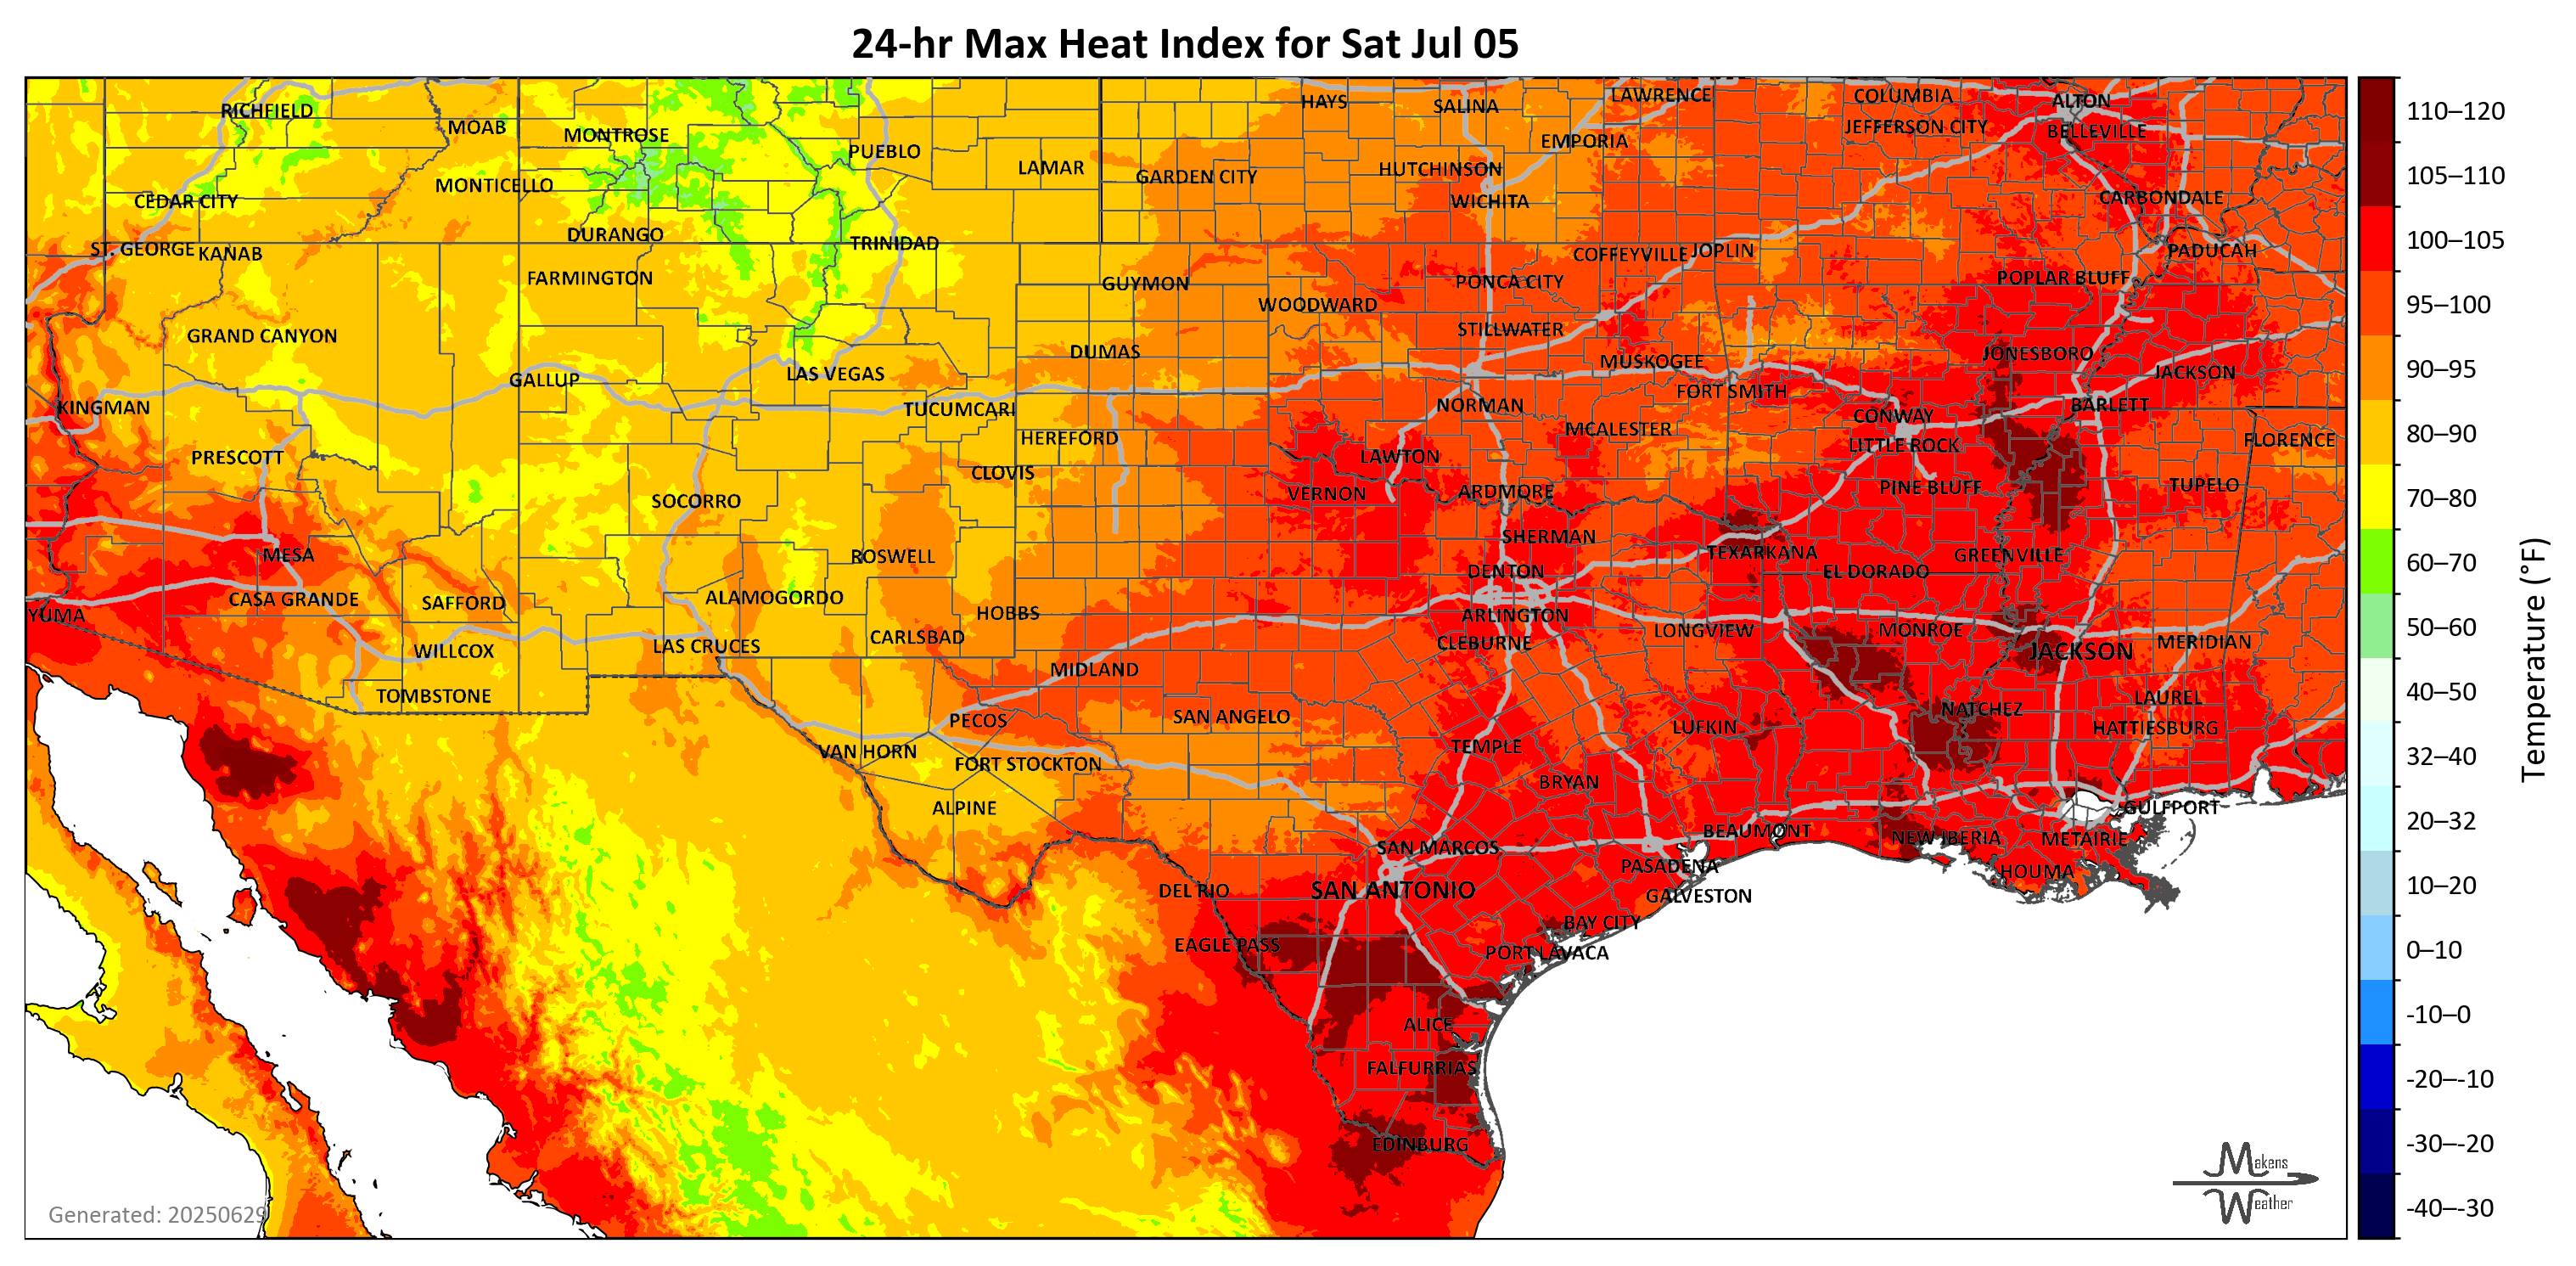 24-hr Max Heat Index for Sat Jul 05
RICHFIELD
MOAB
MONTROSE
PUEBLO
LAMAR
HAYS
SALINA
LAWRENCE
COLUMBIA
ALTON
EMPORIA
JEFFERSON CITY
BELLEVILLE
MONTICELLO
GARDEN CITY
HUTCHINSON
CEDAR CITY
WICHITA
CARBONDALE
DURANGO
TRINIDAD
ST. GEORGE
KANAB
COFFEYVILLE
JOPLIN
PADUCAH
FARMINGTON
GUYMON
PONCA CITY
POPLAR BLUFF
WOODWARD
GRAND CANYON
STILLWATER
DUMAS
MUSKOGEE
JONESBORO
GALLUP
LAS VEGAS
FORT SMITH
JACKSON
KINGMAN
TUCUMCARI
NORMAN
CONWAY
BARLETT
HEREFORD
MCALESTER
LITTLE ROCK
FLORENCE
PRESCOTT
CLOVIS
LAWTON
SOCORRO
VERNON
ARDMORE
PINE BLUFF
TUPELO
MESA
ROSWELL
SHERMAN
TEXARKANA
GREENVILLE
DENTON
EL DORADO
CASA GRANDE
SAFFORD
ALAMOGORDO
YUMA
HOBBS
ARLINGTON
LAS CRUCES
CARLSBAD
CLEBURNE
LONGVIEW
MONROE
WILLCOX
JACKSON
MERIDIAN
MIDLAND
TOMBSTONE
LAUREL
PECOS
SAN ANGELO
NATCHEZ
LUFKIN
HATTIESBURG
VAN HORN
TEMPLE
FORT STOCKTON
BRYAN
ALPINE
GULFPORT
BEAUMONT
SAN MARCOS
NEW IBERIA
METAIRIE
PASADENA
HOUMA
DEL RIO
SAN ANTONIO
GALVESTON
BAY CITY
EAGLE PASS
PORT LAVACA
ALICE
FALFURRIAS
EDINBURG
Generated: 20250629
Makens
Weather
110–120
105–110
100–105
95–100
90–95
80–90
70–80
60–70
50–60
40–50
32–40
20–32
10–20
0–10
-10–0
-20–-10
-30–-20
-40–-30
Temperature (°F)